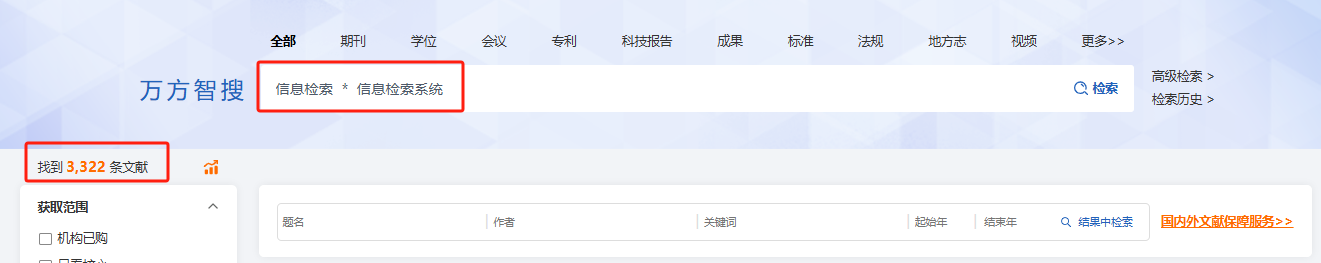 全部 期刊 学位 会议 专利 科技报告 成果 标准 法规 地方志 视频 更多>>
万方智搜 信息检索 * 信息检索系统 检索 高级检索 >
检索历史 >
找到 3,322 条文献
获取范围
题名 作者 关键词 起始年 结束年 结果中检索 国内外文献保障服务>>
机构已购